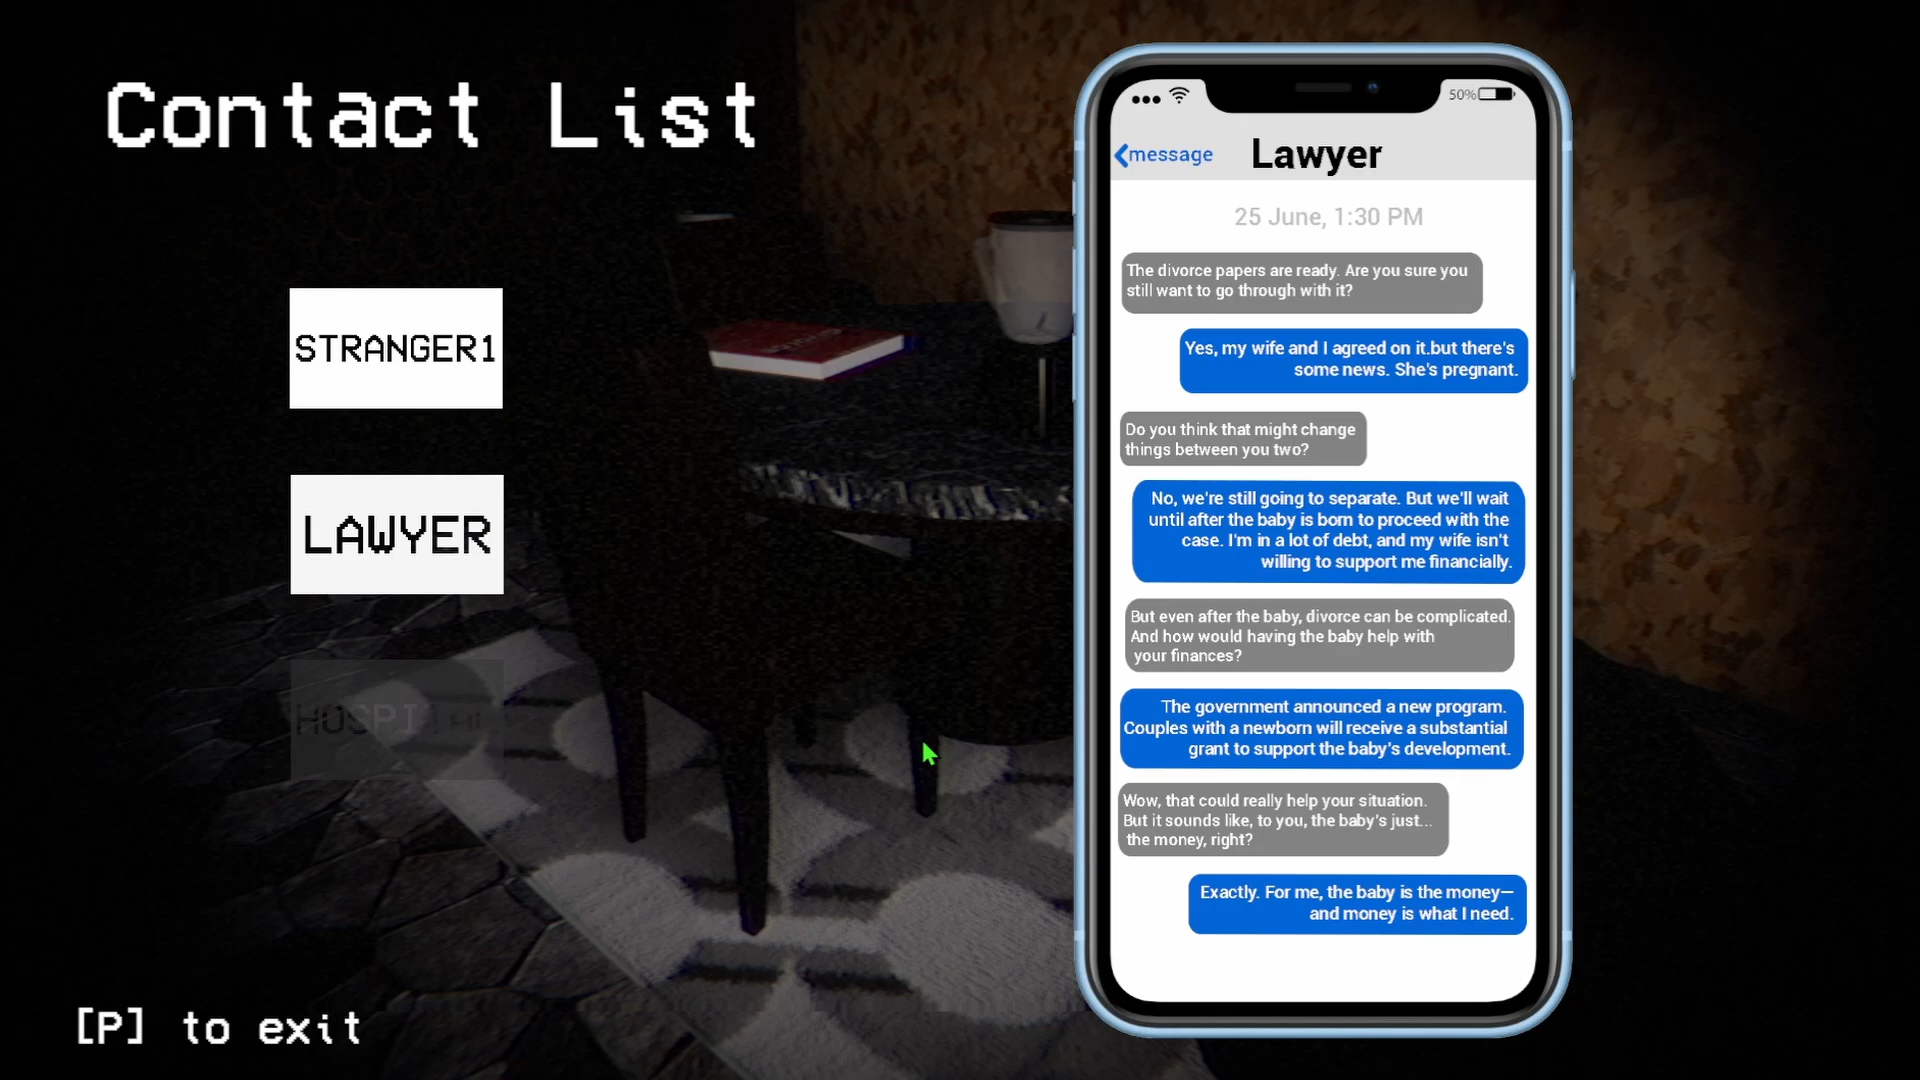 Contact List
STRANGER1
LAWYER
[P] to exit
50%
message
Lawyer
25 June, 1:30 PM
The divorce papers are ready. Are you sure you
still want to go through with it?
Yes, my wife and I agreed on it.but there's
some news. She's pregnant.
Do you think that might change
things between you two?
No, we're still going to separate. But we'll wait
until after the baby is born to proceed with the
case. I'm in a lot of debt, and my wife isn't
willing to support me financially.
But even after the baby, divorce can be complicated.
And how would having the baby help with
your finances?
The government announced a new program.
Couples with a newborn will receive a substantial
grant to support the baby's development.
Wow, that could really help your situation.
But it sounds like, to you, the baby's just...
the money, right?
Exactly. For me, the baby is the money—
and money is what I need.